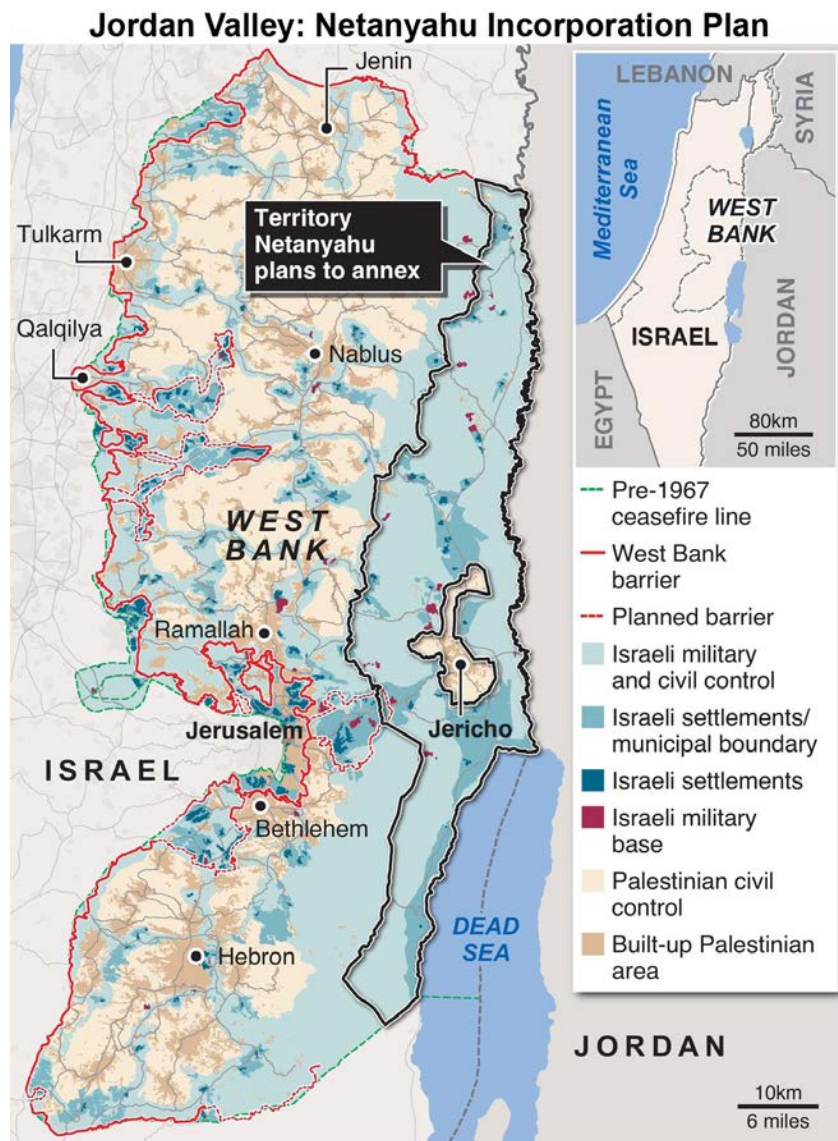 Jordan Valley: Netanyahu Incorporation Plan
Jenin
Territory
Netanyahu
plans to annex
Tulkarm
Qalqilya
Nablus
WEST
BANK
Ramallah
Jerusalem
Jericho
ISRAEL
Bethlehem
Hebron
DEAD
SEA
JORDAN
10km
6 miles
LEBANON
SYRIA
Mediterranean
Sea
WEST
BANK
ISRAEL
JORDAN
EGYPT
80km
50 miles
Pre-1967
ceasefire line
West Bank
barrier
Planned barrier
Israeli military
and civil control
Israeli settlements/
municipal boundary
Israeli settlements
Israeli military
base
Palestinian civil
control
Built-up Palestinian
area